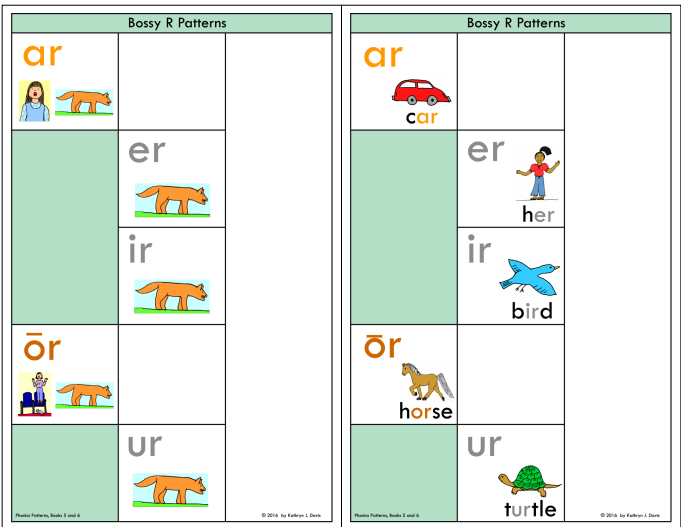 Bossy R Patterns
ar
er
ir
ōr
ur
Phonics Patterns, Books 5 and 6
© 2016 by Kathryn J. Davis
Bossy R Patterns
ar
car
er
her
ir
bird
ōr
horse
ur
turtle
Phonics Patterns, Books 5 and 6
© 2016 by Kathryn J. Davis